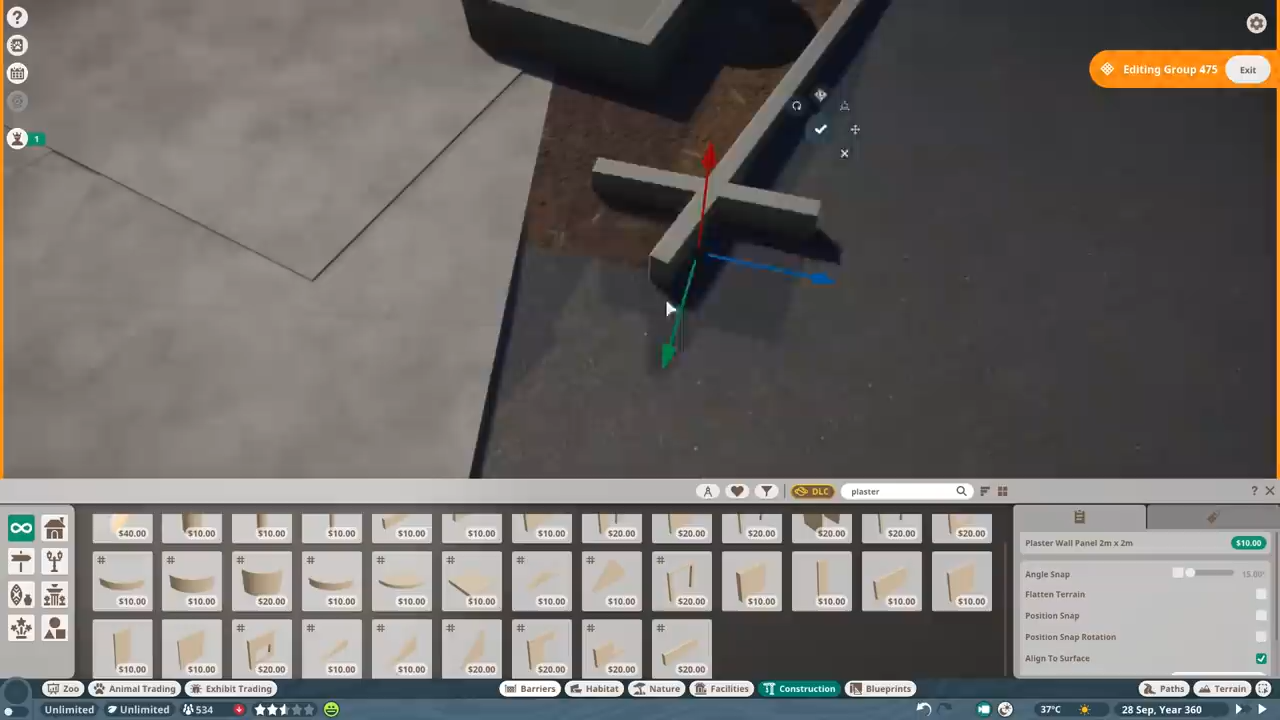 ?
Editing Group 475
Exit
1
DLC
plaster
?
$40.00 $10.00 $10.00 $10.00 $10.00 $10.00 $10.00 $20.00 $20.00 $20.00 $20.00 $20.00 $10.00
# # # # # # # # #
$10.00 $10.00 $20.00 $10.00 $10.00 $10.00 $10.00 $10.00 $20.00 $10.00 $10.00 $10.00 $10.00
# # # # # # #
$10.00 $10.00 $20.00 $10.00 $10.00 $20.00 $20.00 $20.00 $20.00
Plaster Wall Panel 2m x 2m $10.00
Angle Snap 15.00°
Flatten Terrain
Position Snap
Position Snap Rotation
Align To Surface
Zoo Animal Trading Exhibit Trading Barriers Habitat Nature Facilities Construction Blueprints Paths Terrain
Unlimited Unlimited 534 37°C 28 Sep, Year 360